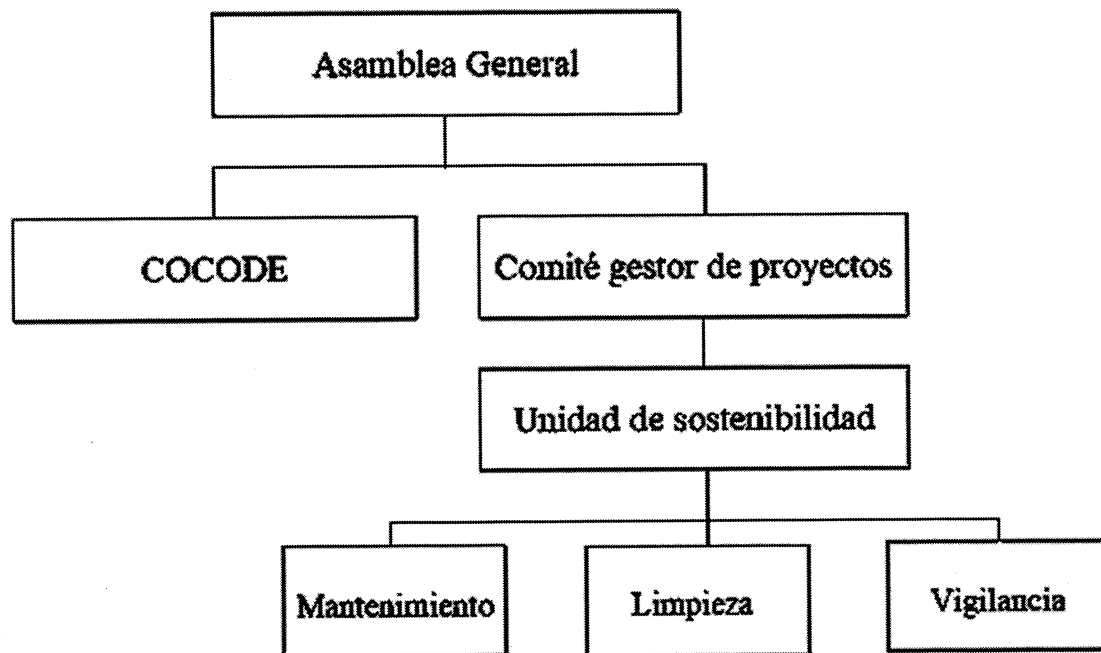 Asamblea General
COCODE
Comité gestor de proyectos
Unidad de sostenibilidad
Mantenimiento
Limpieza
Vigilancia